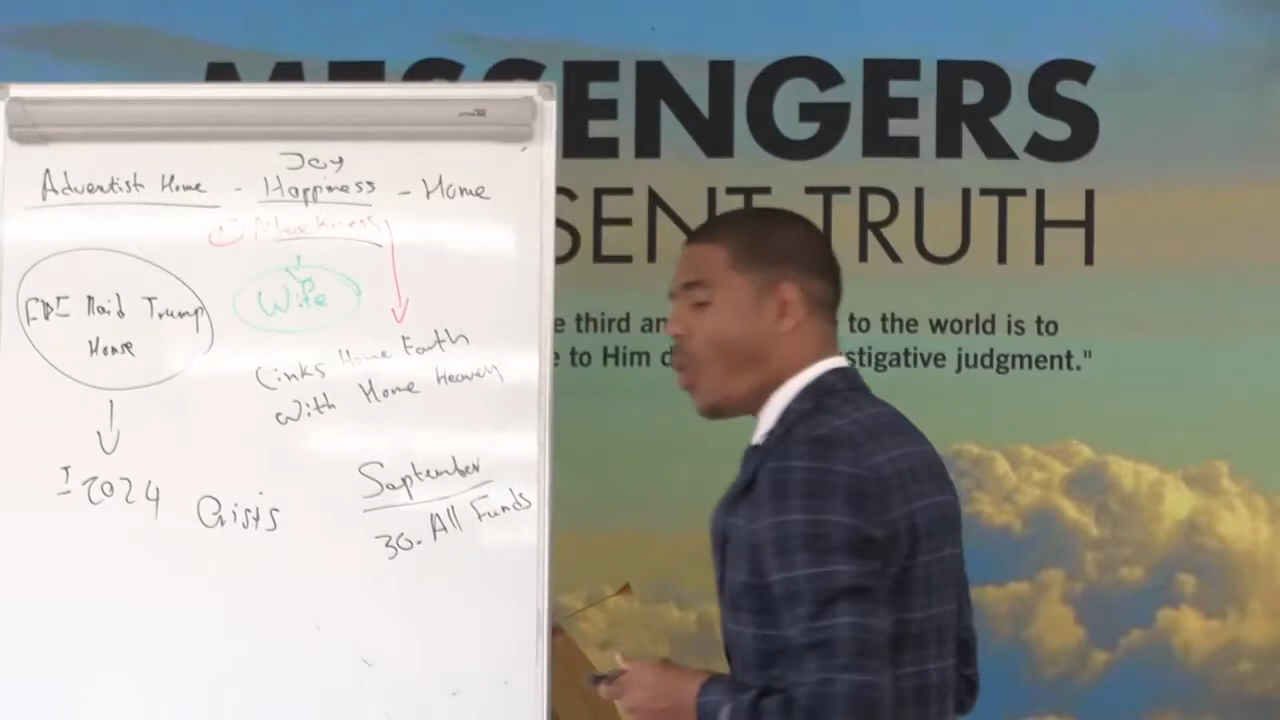 MESSENGERS
SENT TRUTH
e third an to the world is to
e to Him d stigative judgment."
Joy
Adventist Home - Happiness - Home
Wife
FBI Raid Trump
House
Links Home Earth
With Home Heaven
I 2024
Crisis
September
30. All Funds